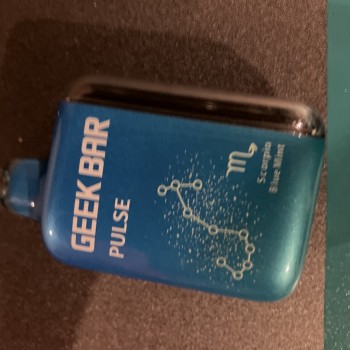 GEEK BAR
PULSE
Scorpio
Blue Mint